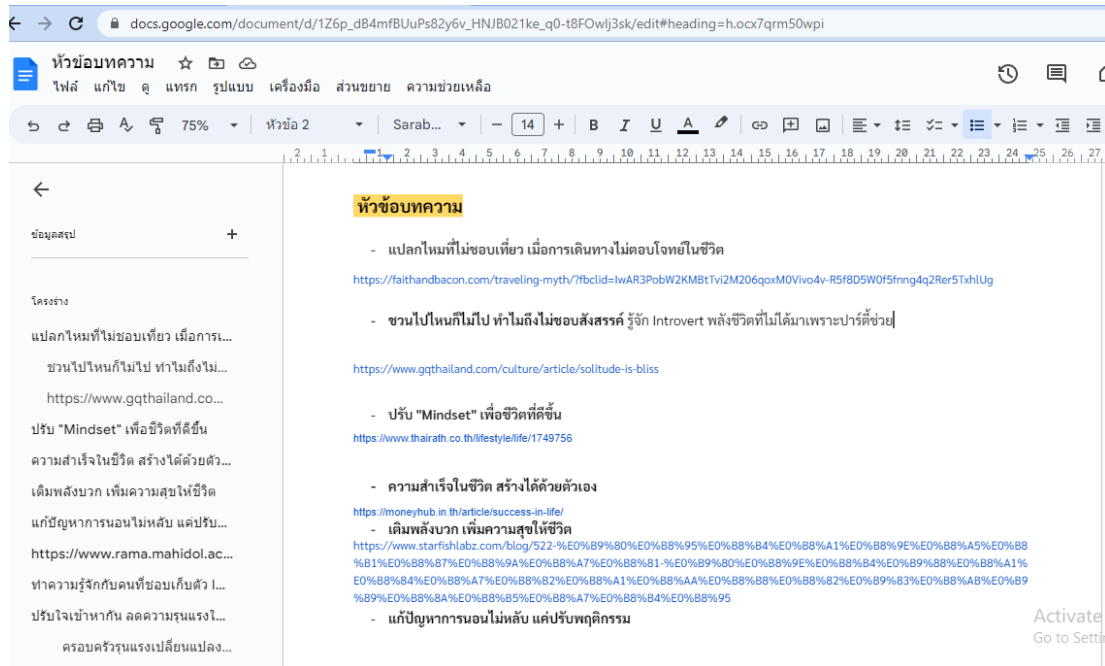 docs.google.com/document/d/1Z6p_dB4mfBUuPs82y6v_HNJB021ke_q0-t8FOwlj3sk/edit#heading=h.ocx7qrm50wpi
หัวข้อบทความ
ไฟล์ แก้ไข ดู แทรก รูปแบบ เครื่องมือ ส่วนขยาย ความช่วยเหลือ
75% หัวข้อ 2 Sarab... 14 B I U A
2 1 1 2 3 4 5 6 7 8 9 10 11 12 13 14 15 16 17 18 19 20 21 22 23 24 25 26 27
ข้อมูลสรุป
โครงร่าง
แปลกไหมที่ไม่ชอบเที่ยว เมื่อการเ...
ชวนไปไหนก็ไม่ไป ทำไมถึงไม่...
https://www.gqthailand.co...
ปรับ "Mindset" เพื่อชีวิตที่ดีขึ้น
ความสำเร็จในชีวิต สร้างได้ด้วยตัว...
เติมพลังบวก เพิ่มความสุขให้ชีวิต
แก้ปัญหาการนอนไม่หลับ แค่ปรับ...
https://www.rama.mahidol.ac...
ทำความรู้จักกับคนที่ชอบเก็บตัว I...
ปรับใจเข้าหากัน ลดความรุนแรงใ...
ครอบครัวรุนแรงเปลี่ยนแปลง...
หัวข้อบทความ
- แปลกไหมที่ไม่ชอบเที่ยว เมื่อการเดินทางไม่ตอบโจทย์ในชีวิต
https://faithandbacon.com/traveling-myth/?fbclid=IwAR3PobW2KMBtTvi2M206qoxM0Vivo4v-R5f8D5W0f5fnng4q2Rer5TxhlUg
- ชวนไปไหนก็ไม่ไป ทำไมถึงไม่ชอบสังสรรค์ รู้จัก Introvert พลังชีวิตที่ไม่ได้มาเพราะปาร์ตี้ช่วย
https://www.gqthailand.com/culture/article/solitude-is-bliss
- ปรับ "Mindset" เพื่อชีวิตที่ดีขึ้น
https://www.thairath.co.th/lifestyle/life/1749756
- ความสำเร็จในชีวิต สร้างได้ด้วยตัวเอง
https://moneyhub.in.th/article/success-in-life/
- เติมพลังบวก เพิ่มความสุขให้ชีวิต
https://www.starfishlabz.com/blog/522-%E0%B9%80%E0%B8%95%E0%B8%B4%E0%B8%A1%E0%B8%9E%E0%B8%A5%E0%B8
%B1%E0%B8%87%E0%B8%9A%E0%B8%A7%E0%B8%81-%E0%B9%80%E0%B8%9E%E0%B8%B4%E0%B9%88%E0%B8%A1%
E0%B8%84%E0%B8%A7%E0%B8%B2%E0%B8%A1%E0%B8%AA%E0%B8%B8%E0%B8%82%E0%B9%83%E0%B8%AB%E0%B9
%89%E0%B8%8A%E0%B8%B5%E0%B8%A7%E0%B8%B4%E0%B8%95
- แก้ปัญหาการนอนไม่หลับ แค่ปรับพฤติกรรม
Activate
Go to Setti